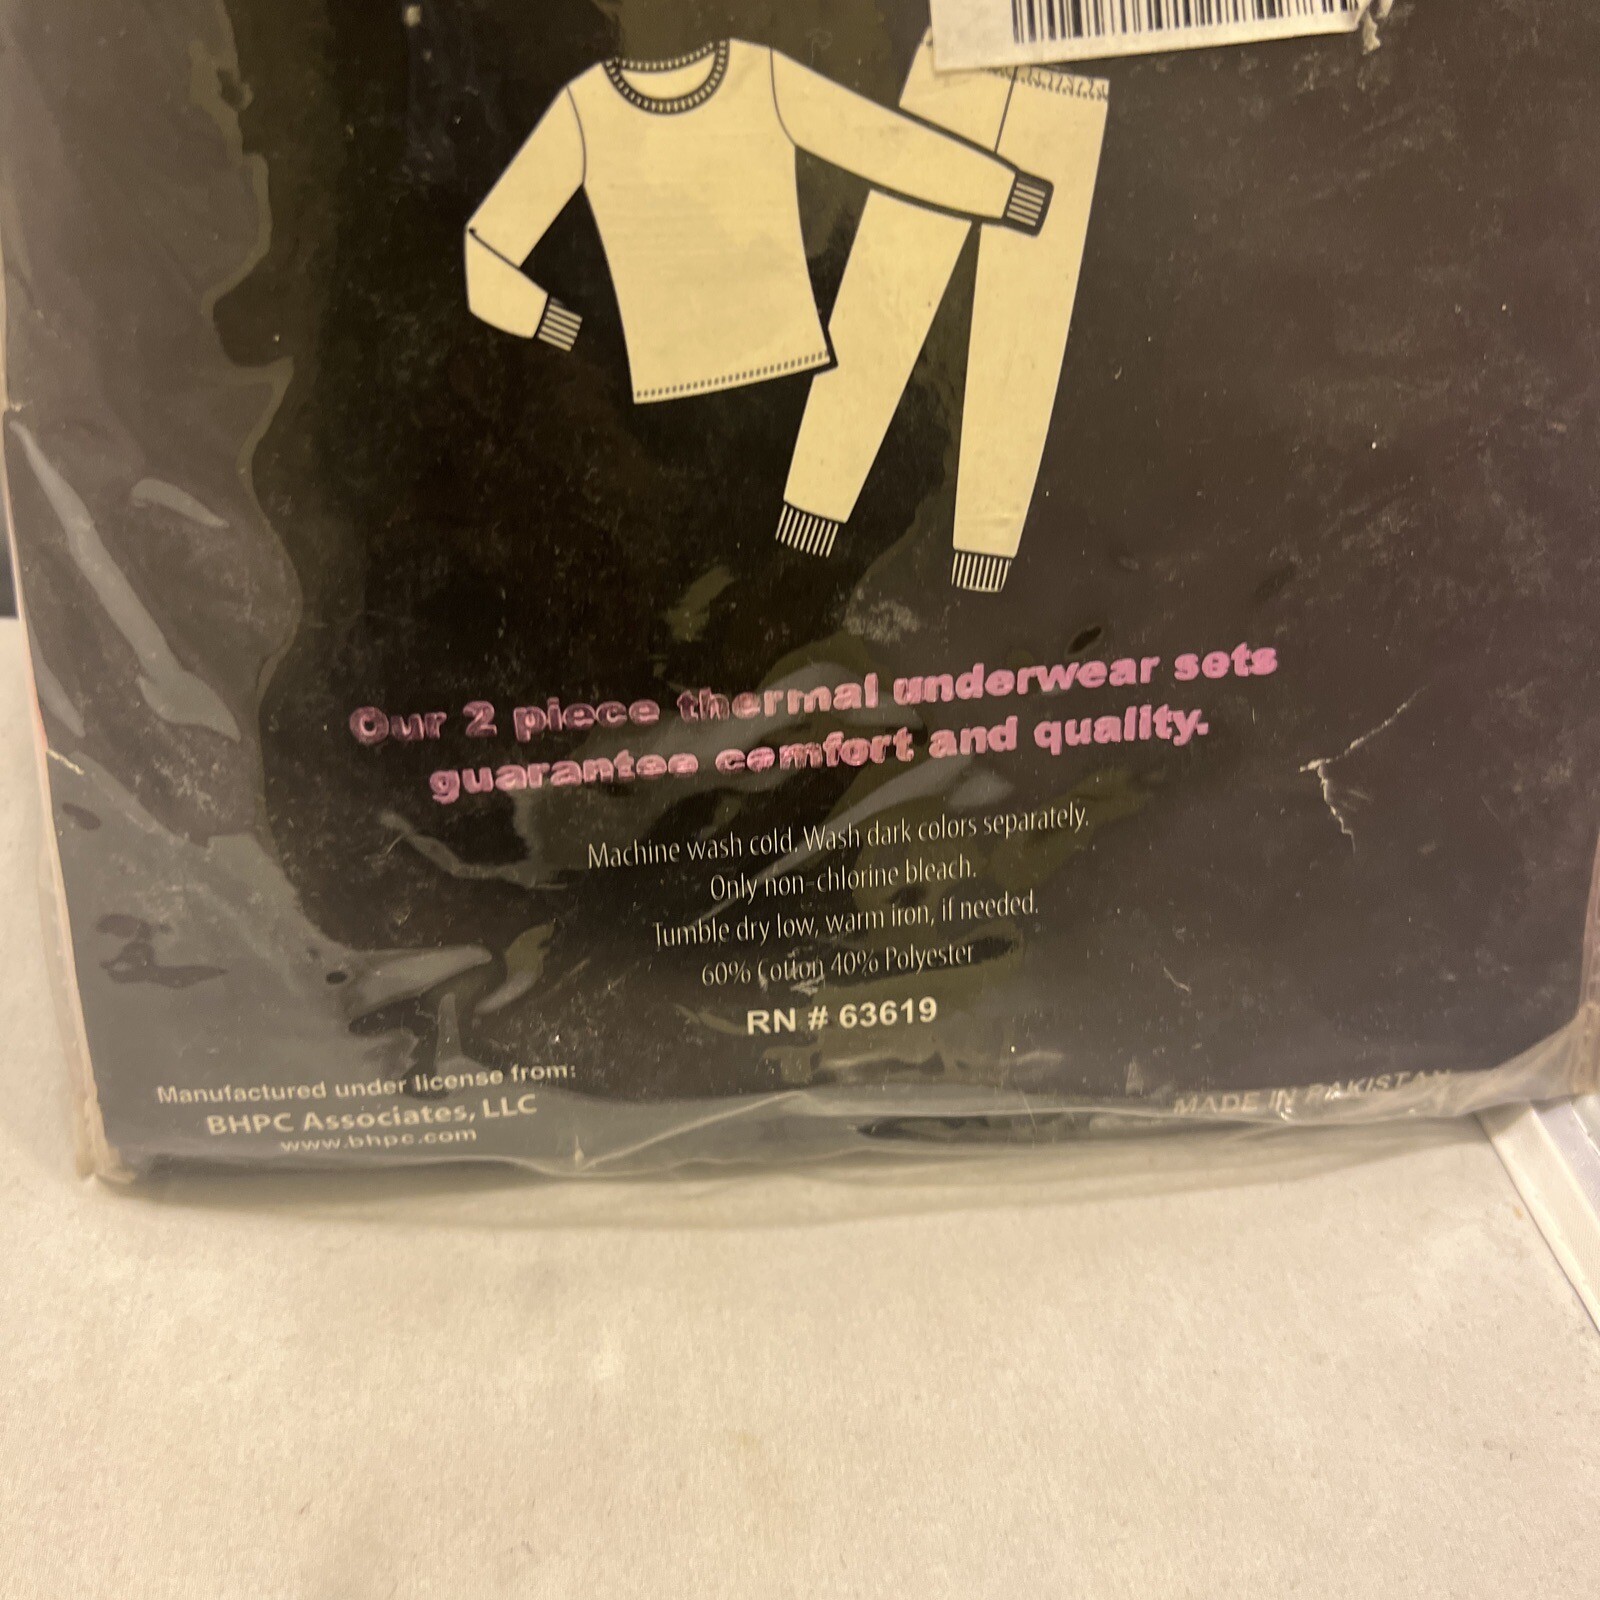 Our 2 piece thermal underwear sets
guarantee comfort and quality.
Machine wash cold. Wash dark colors separately.
Only non-chlorine bleach.
Tumble dry low, warm iron, if needed.
60% Cotton 40% Polyester
RN # 63619
Manufactured under license from:
BHPC Associates, LLC
www.bhpc.com
MADE IN PAKISTAN